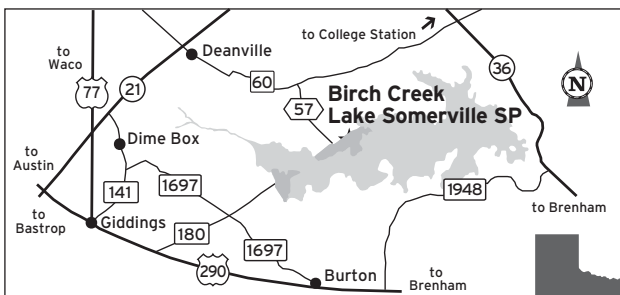 to College Station
Deanville
to
Waco
36
60
77
21
57
N
Birch Creek
Lake Somerville SP
Dime Box
to
Austin
1697
141
1948
to
Bastrop
Giddings
180
to Brenham
1697
290
Burton
to
Brenham